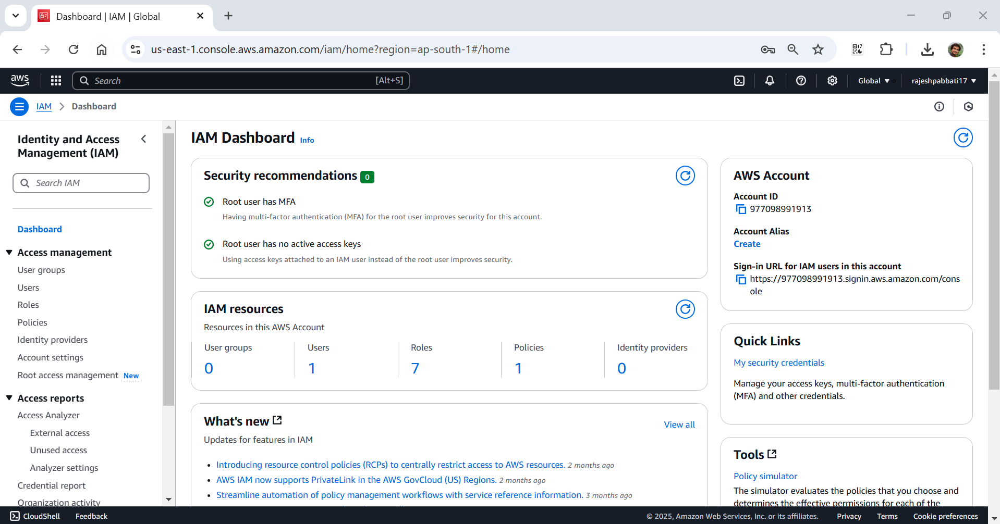 Dashboard | IAM | Global
us-east-1.console.aws.amazon.com/iam/home?region=ap-south-1#/home
aws
Search
[Alt+S]
Global
rajeshpabbati17
IAM
Dashboard
Identity and Access
Management (IAM)
Search IAM
Dashboard
Access management
User groups
Users
Roles
Policies
Identity providers
Account settings
Root access management New
Access reports
Access Analyzer
External access
Unused access
Analyzer settings
Credential report
Organization activity
IAM Dashboard Info
Security recommendations 0
Root user has MFA
Having multi-factor authentication (MFA) for the root user improves security for this account.
Root user has no active access keys
Using access keys attached to an IAM user instead of the root user improves security.
IAM resources
Resources in this AWS Account
User groups
0
Users
1
Roles
7
Policies
1
Identity providers
0
What's new
View all
Updates for features in IAM
Introducing resource control policies (RCPs) to centrally restrict access to AWS resources. 2 months ago
AWS IAM now supports PrivateLink in the AWS GovCloud (US) Regions. 2 months ago
Streamline automation of policy management workflows with service reference information. 3 months ago
AWS Account
Account ID
977098991913
Account Alias
Create
Sign-in URL for IAM users in this account
https://977098991913.signin.aws.amazon.com/cons
ole
Quick Links
My security credentials
Manage your access keys, multi-factor authentication
(MFA) and other credentials.
Tools
Policy simulator
The simulator evaluates the policies that you choose and
determines the effective permissions for each of the
CloudShell
Feedback
© 2025, Amazon Web Services, Inc. or its affiliates.
Privacy
Terms
Cookie preferences